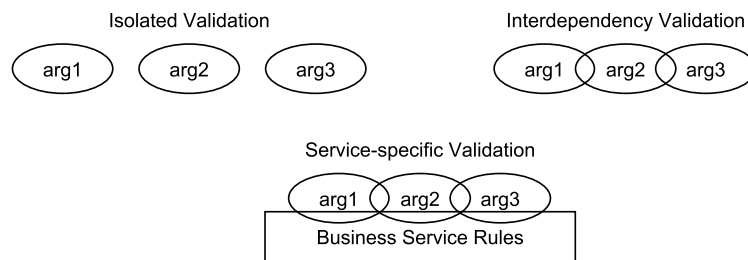 Isolated Validation
Interdependency Validation
arg1 arg2 arg3
arg1 arg2 arg3
Service-specific Validation
arg1 arg2 arg3
Business Service Rules